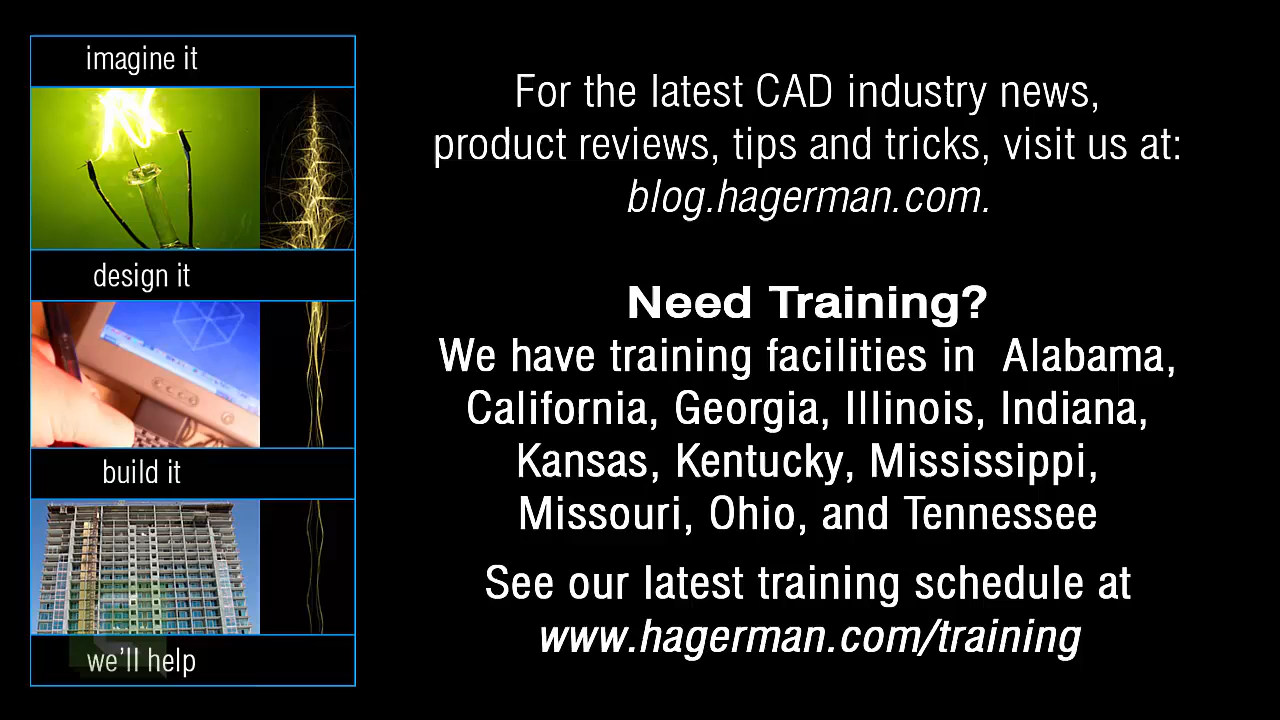 imagine it
design it
build it
we'll help
For the latest CAD industry news,
product reviews, tips and tricks, visit us at:
blog.hagerman.com.
Need Training?
We have training facilities in  Alabama,
California, Georgia, Illinois, Indiana,
Kansas, Kentucky, Mississippi,
Missouri, Ohio, and Tennessee
See our latest training schedule at
www.hagerman.com/training